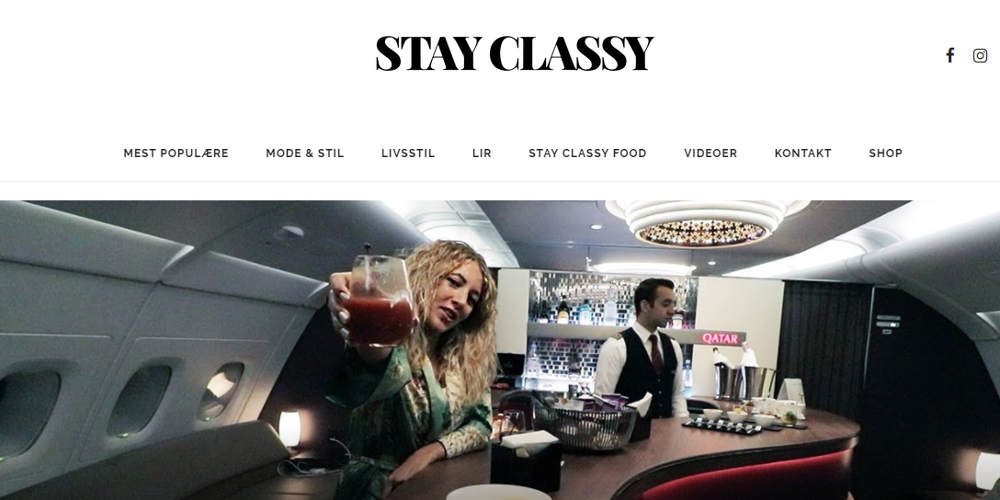 STAY CLASSY
MEST POPULÆRE MODE & STIL LIVSSTIL LIR STAY CLASSY FOOD VIDEOER KONTAKT SHOP
QATAR